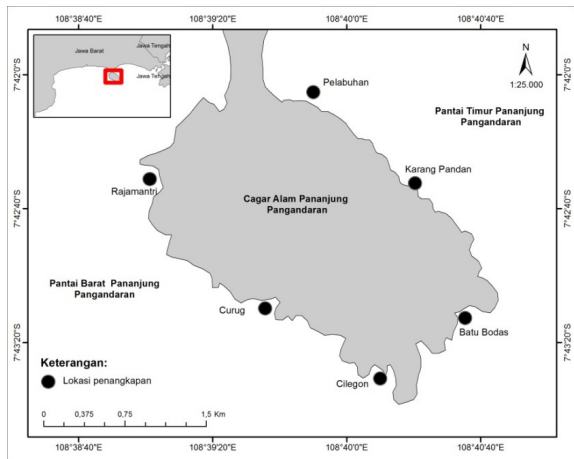 108°38'40"E
108°39'20"E
108°40'0"E
108°40'40"E
Jawa Barat
Jawa Tengah
Jawa Tengah
N
1:25.000
7°42'0"S
7°42'0"S
Pelabuhan
Pantai Timur Pananjung
Pangandaran
Karang Pandan
Rajamantri
Cagar Alam Pananjung
Pangandaran
7°42'40"S
7°42'40"S
Pantai Barat Pananjung
Pangandaran
Curug
Batu Bodas
7°43'20"S
7°43'20"S
Keterangan:
Lokasi penangkapan
Cilegon
0 0,375 0,75 1,5 Km
108°38'40"E
108°39'20"E
108°40'0"E
108°40'40"E